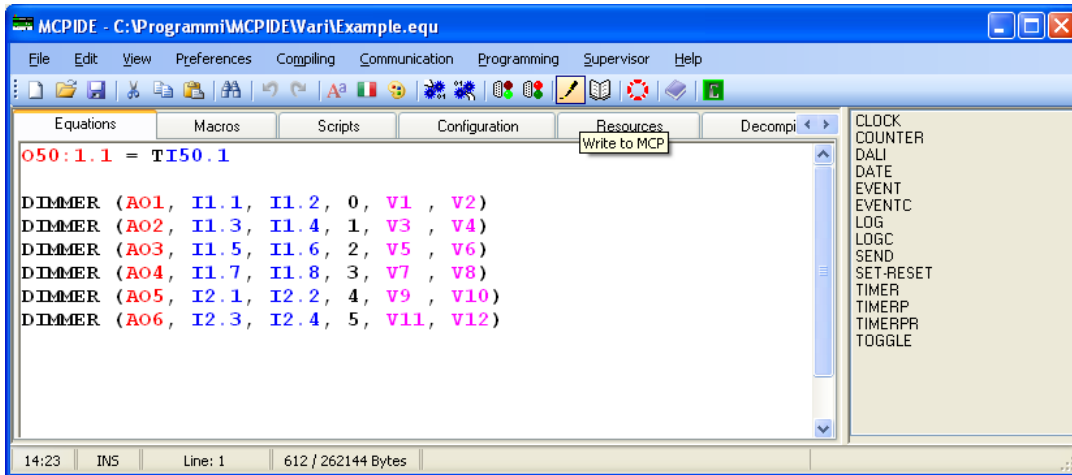 MCPIDE - C:\Programmi\MCPIDE\Vari\Example.equ
File Edit View Preferences Compiling Communication Programming Supervisor Help
Equations Macros Scripts Configuration Resources Decompi
Write to MCP
O50:1.1 = TI50.1
DIMMER (AO1, I1.1, I1.2, 0, V1 , V2)
DIMMER (AO2, I1.3, I1.4, 1, V3 , V4)
DIMMER (AO3, I1.5, I1.6, 2, V5 , V6)
DIMMER (AO4, I1.7, I1.8, 3, V7 , V8)
DIMMER (AO5, I2.1, I2.2, 4, V9 , V10)
DIMMER (AO6, I2.3, I2.4, 5, V11, V12)
CLOCK
COUNTER
DALI
DATE
EVENT
EVENTC
LOG
LOGC
SEND
SET-RESET
TIMER
TIMERP
TIMERPR
TOGGLE
14:23 INS Line: 1 612 / 262144 Bytes